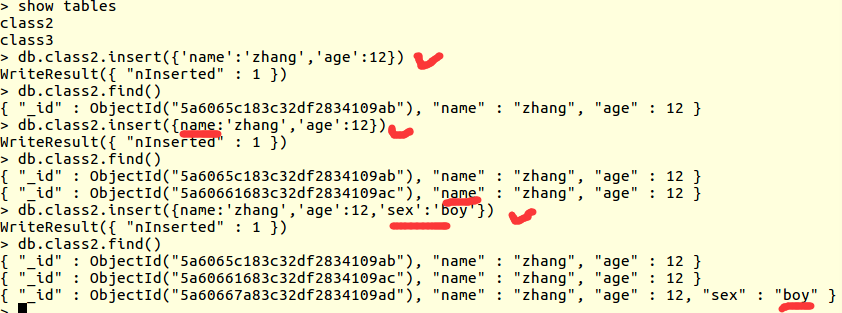 > show tables
class2
class3
> db.class2.insert({'name':'zhang','age':12})
WriteResult({ "nInserted" : 1 })
> db.class2.find()
{ "_id" : ObjectId("5a6065c183c32df2834109ab"), "name" : "zhang", "age" : 12 }
> db.class2.insert({name:'zhang','age':12})
WriteResult({ "nInserted" : 1 })
> db.class2.find()
{ "_id" : ObjectId("5a6065c183c32df2834109ab"), "name" : "zhang", "age" : 12 }
{ "_id" : ObjectId("5a60661683c32df2834109ac"), "name" : "zhang", "age" : 12 }
> db.class2.insert({name:'zhang','age':12,'sex':'boy'})
WriteResult({ "nInserted" : 1 })
> db.class2.find()
{ "_id" : ObjectId("5a6065c183c32df2834109ab"), "name" : "zhang", "age" : 12 }
{ "_id" : ObjectId("5a60661683c32df2834109ac"), "name" : "zhang", "age" : 12 }
{ "_id" : ObjectId("5a60667a83c32df2834109ad"), "name" : "zhang", "age" : 12, "sex" : "boy" }
>